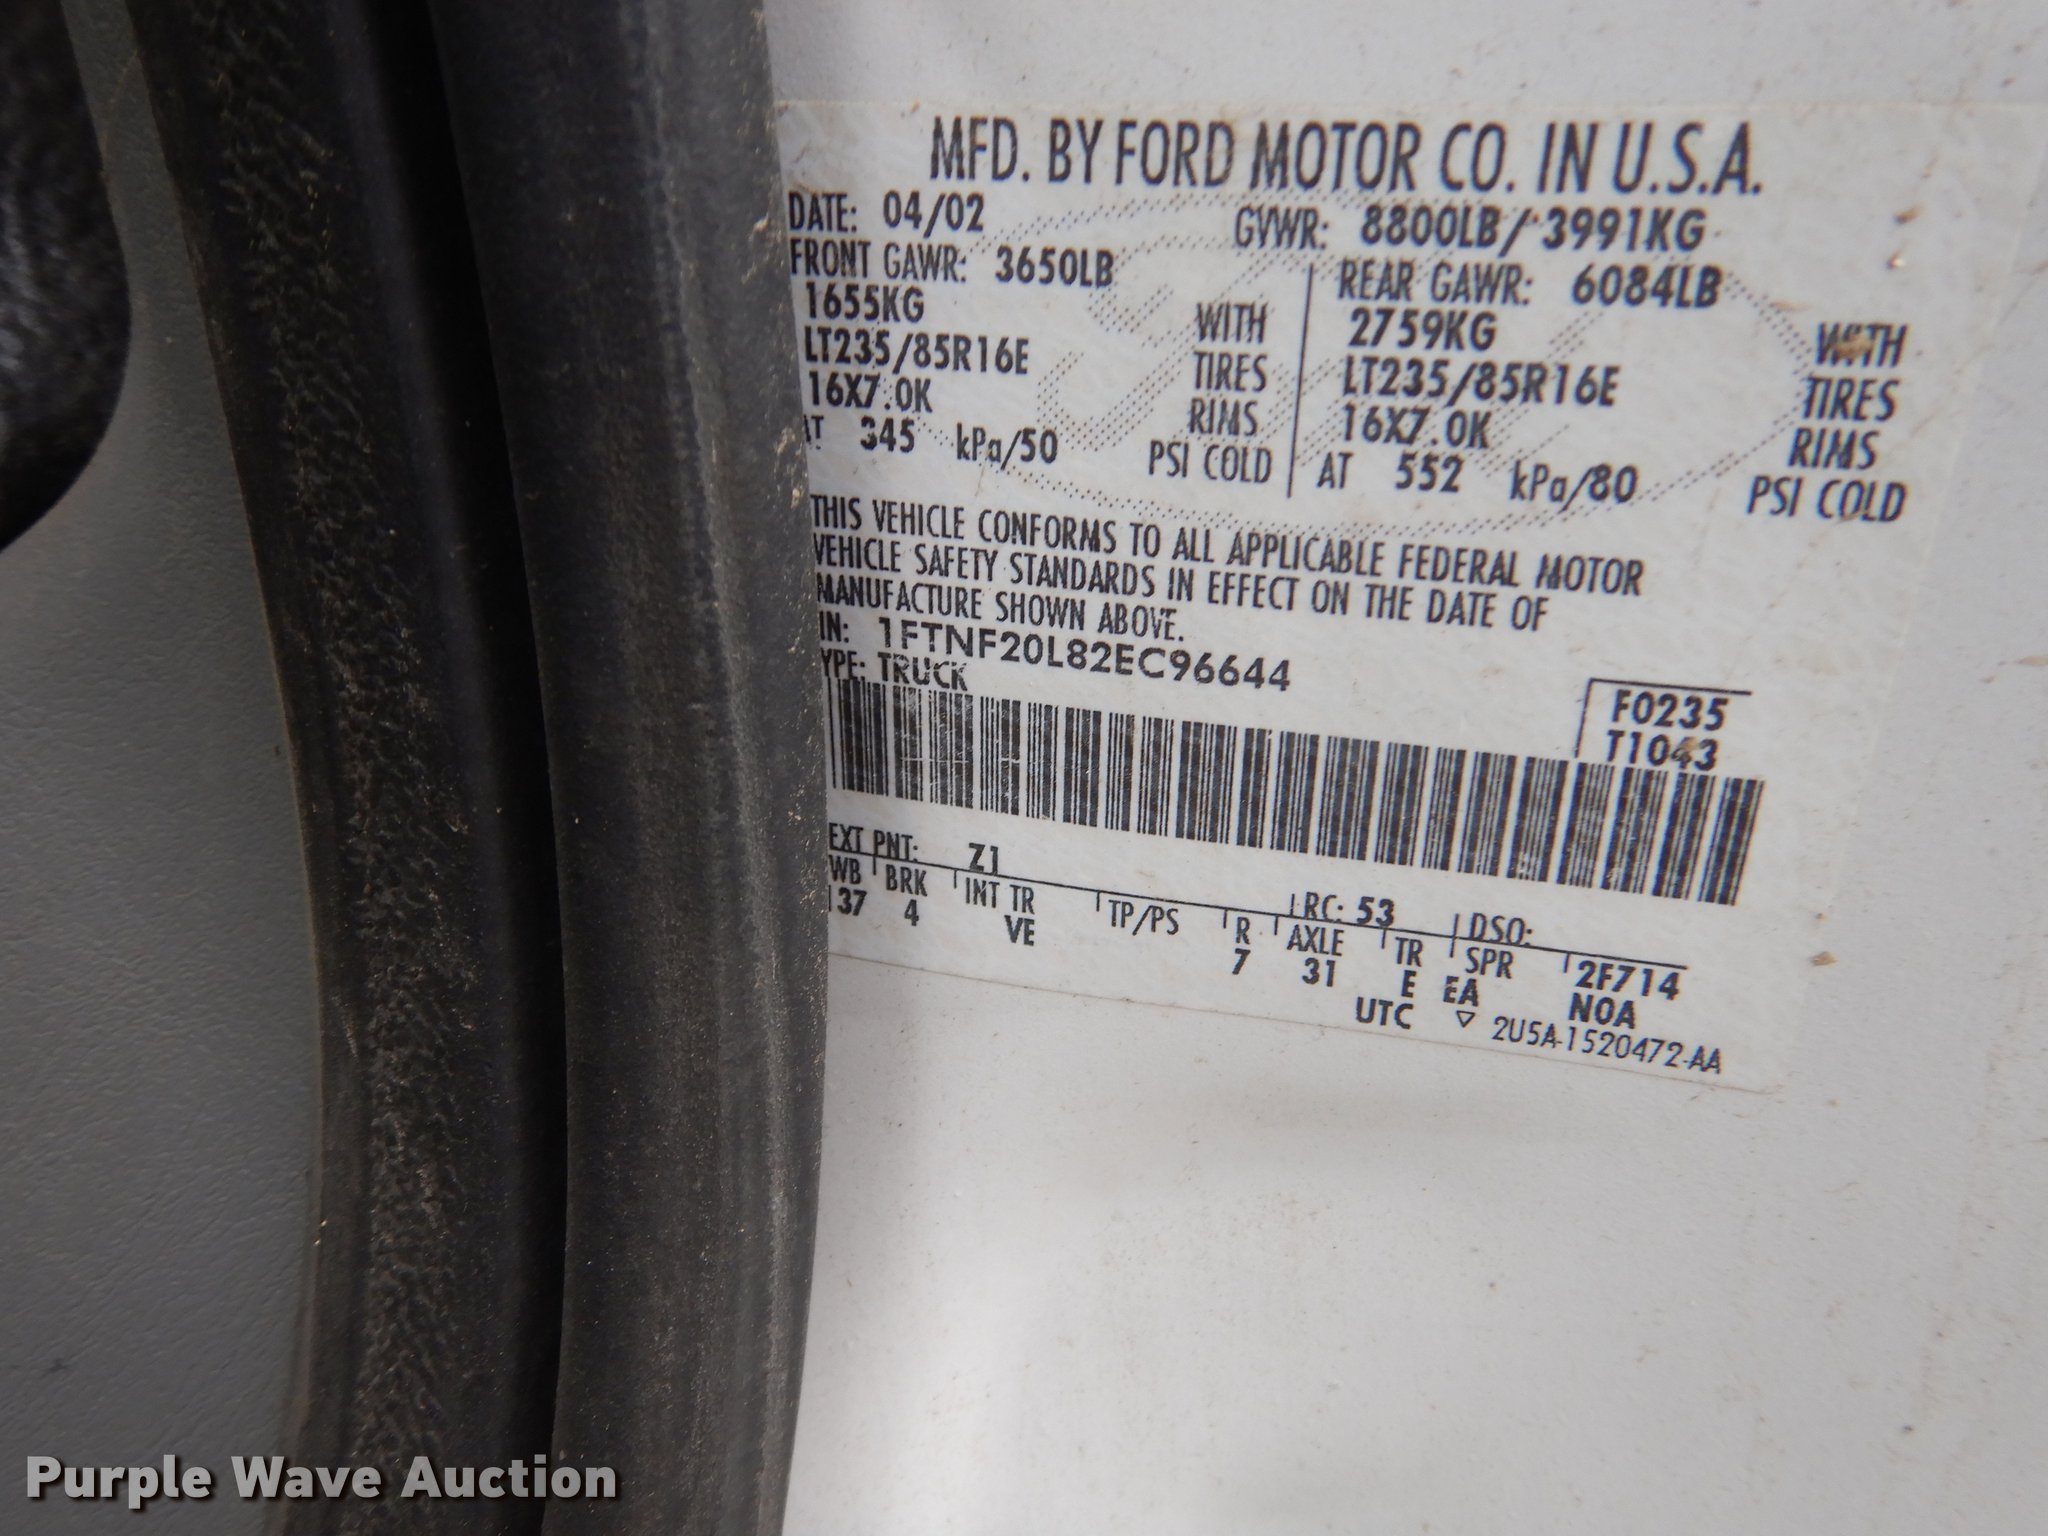 MFD. BY FORD MOTOR CO. IN U.S.A.
DATE: 04/02 GVWR: 8800LB/ 3991KG
FRONT GAWR: 3650LB REAR GAWR: 6084LB
1655KG WITH 2759KG WITH
LT235/85R16E TIRES LT235/85R16E TIRES
16X7.0K RIMS 16X7.0K RIMS
AT 345 kPa/50 PSI COLD AT 552 kPa/80 PSI COLD
THIS VEHICLE CONFORMS TO ALL APPLICABLE FEDERAL MOTOR
VEHICLE SAFETY STANDARDS IN EFFECT ON THE DATE OF
MANUFACTURE SHOWN ABOVE.
IN: 1FTNF20L82EC96644
YPE: TRUCK
F0235
T1043
EXT PNT: Z1 RC: 53 DSO:
WB BRK INT TR TP/PS R AXLE TR SPR 2F714
137 4 VE 7 31 E EA N0A
UTC ▽ 2U5A-1520472-AA
Purple Wave Auction